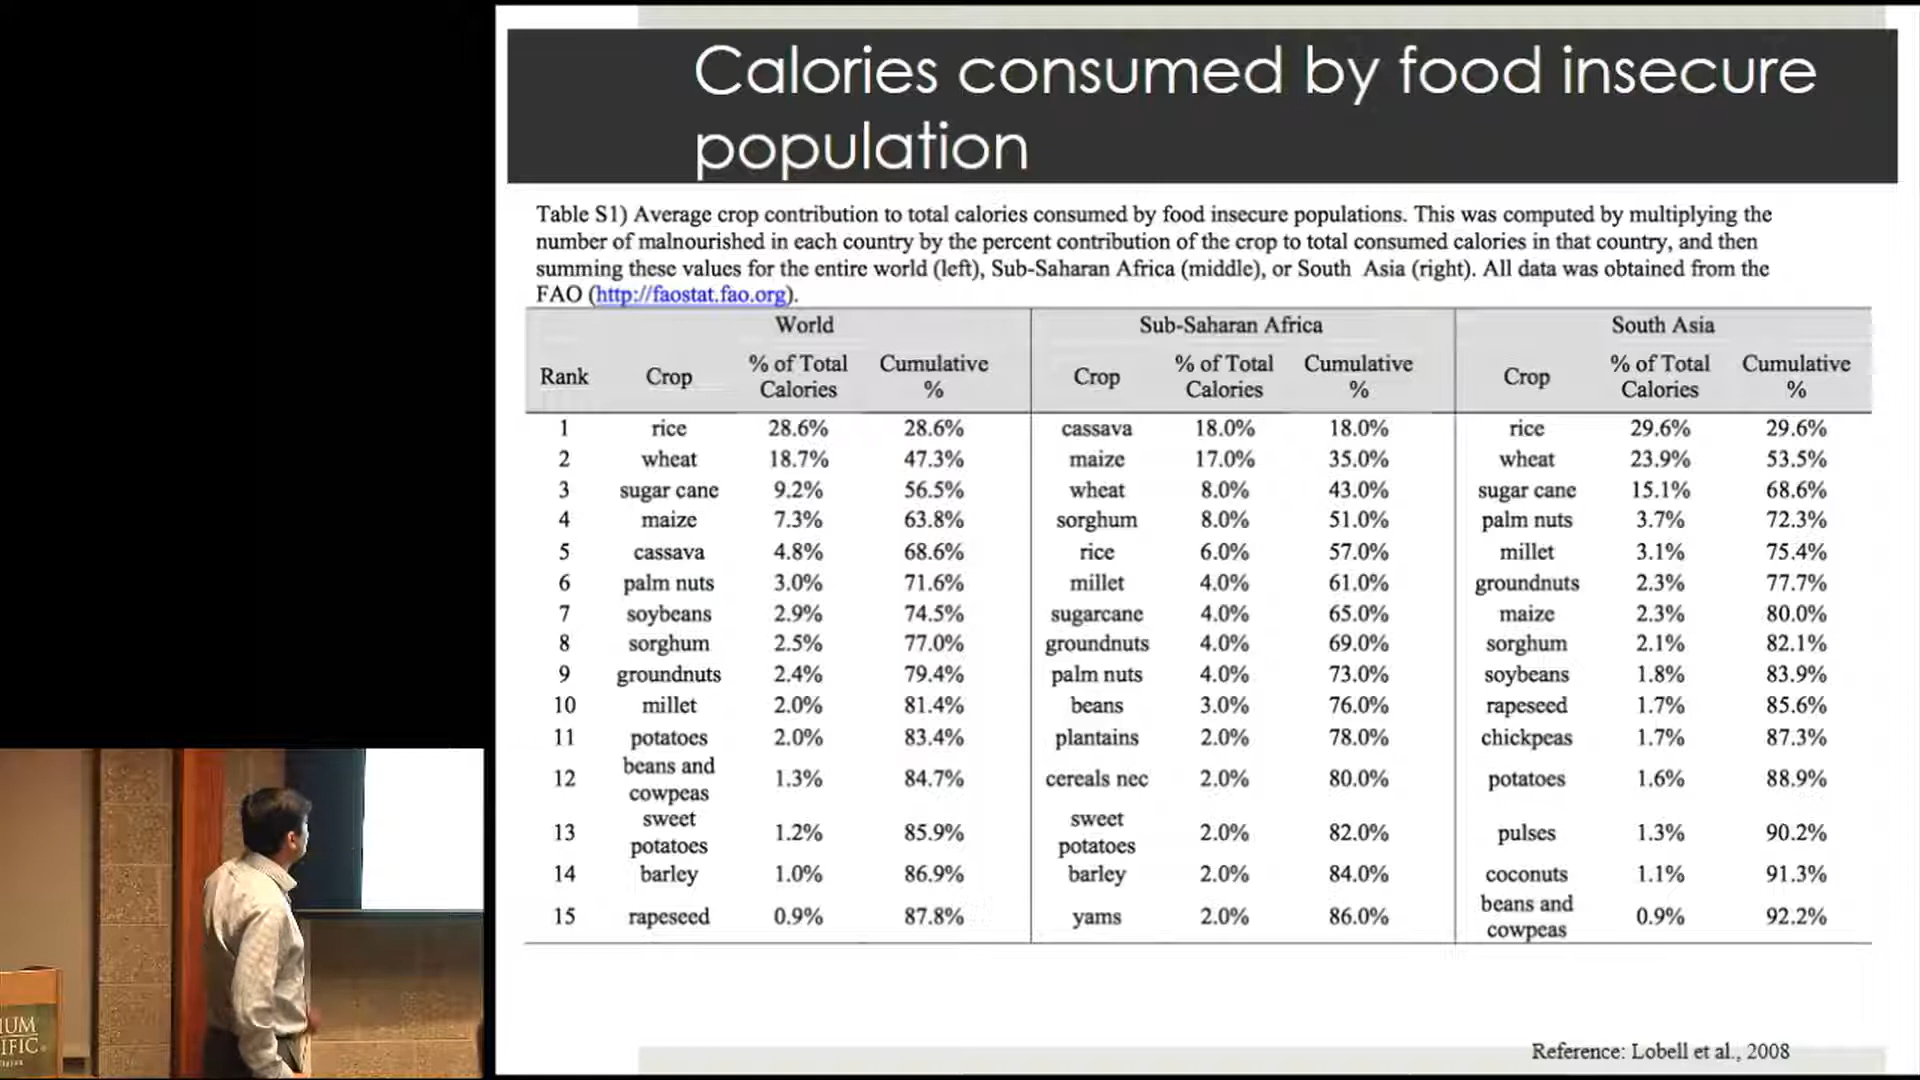 Calories consumed by food insecure
population
Table S1) Average crop contribution to total calories consumed by food insecure populations. This was computed by multiplying the
number of malnourished in each country by the percent contribution of the crop to total consumed calories in that country, and then
summing these values for the entire world (left), Sub-Saharan Africa (middle), or South Asia (right). All data was obtained from the
FAO (http://faostat.fao.org).
World Sub-Saharan Africa South Asia
Rank Crop % of Total Calories Cumulative % Crop % of Total Calories Cumulative % Crop % of Total Calories Cumulative %
1 rice 28.6% 28.6% cassava 18.0% 18.0% rice 29.6% 29.6%
2 wheat 18.7% 47.3% maize 17.0% 35.0% wheat 23.9% 53.5%
3 sugar cane 9.2% 56.5% wheat 8.0% 43.0% sugar cane 15.1% 68.6%
4 maize 7.3% 63.8% sorghum 8.0% 51.0% palm nuts 3.7% 72.3%
5 cassava 4.8% 68.6% rice 6.0% 57.0% millet 3.1% 75.4%
6 palm nuts 3.0% 71.6% millet 4.0% 61.0% groundnuts 2.3% 77.7%
7 soybeans 2.9% 74.5% sugarcane 4.0% 65.0% maize 2.3% 80.0%
8 sorghum 2.5% 77.0% groundnuts 4.0% 69.0% sorghum 2.1% 82.1%
9 groundnuts 2.4% 79.4% palm nuts 4.0% 73.0% soybeans 1.8% 83.9%
10 millet 2.0% 81.4% beans 3.0% 76.0% rapeseed 1.7% 85.6%
11 potatoes 2.0% 83.4% plantains 2.0% 78.0% chickpeas 1.7% 87.3%
12 beans and cowpeas 1.3% 84.7% cereals nec 2.0% 80.0% potatoes 1.6% 88.9%
13 sweet potatoes 1.2% 85.9% sweet potatoes 2.0% 82.0% pulses 1.3% 90.2%
14 barley 1.0% 86.9% barley 2.0% 84.0% coconuts 1.1% 91.3%
15 rapeseed 0.9% 87.8% yams 2.0% 86.0% beans and cowpeas 0.9% 92.2%
Reference: Lobell et al., 2008
IUM
IFIC